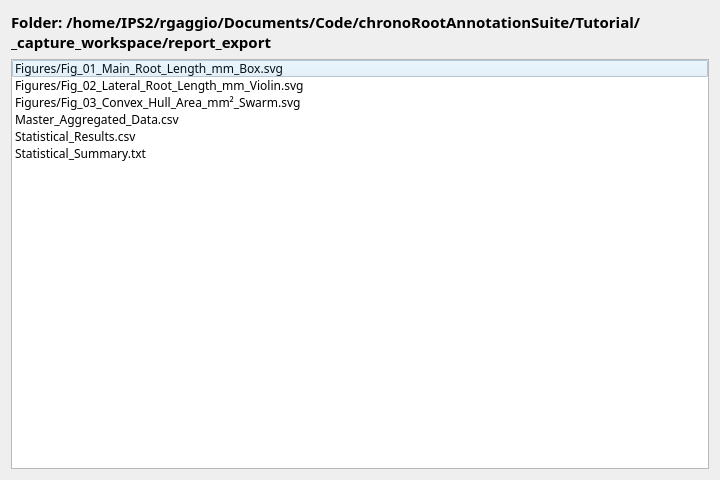 Folder: /home/IPS2/rgaggio/Documents/Code/chronoRootAnnotationSuite/Tutorial/
_capture_workspace/report_export
Figures/Fig_01_Main_Root_Length_mm_Box.svg
Figures/Fig_02_Lateral_Root_Length_mm_Violin.svg
Figures/Fig_03_Convex_Hull_Area_mm²_Swarm.svg
Master_Aggregated_Data.csv
Statistical_Results.csv
Statistical_Summary.txt